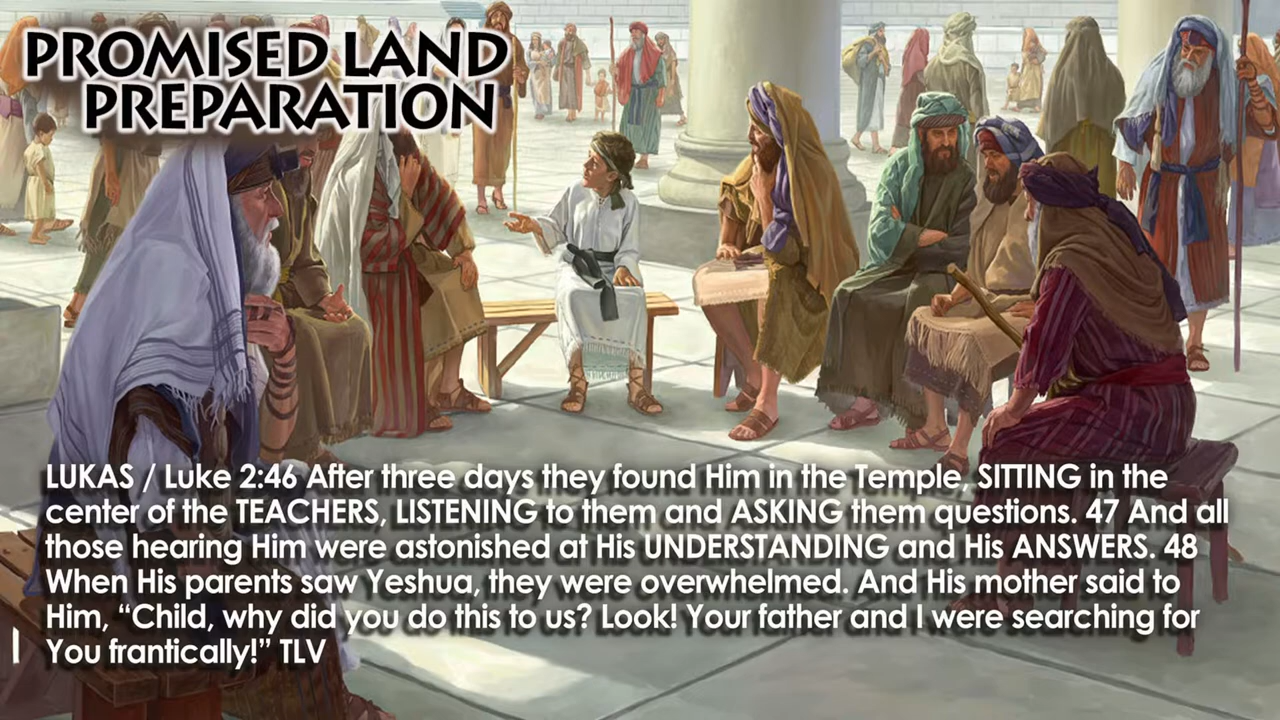 PROMISED LAND
PREPARATION
LUKAS / Luke 2:46 After three days they found Him in the Temple, SITTING in the
center of the TEACHERS, LISTENING to them and ASKING them questions. 47 And all
those hearing Him were astonished at His UNDERSTANDING and His ANSWERS. 48
When His parents saw Yeshua, they were overwhelmed. And His mother said to
Him, “Child, why did you do this to us? Look! Your father and I were searching for
You frantically!” TLV